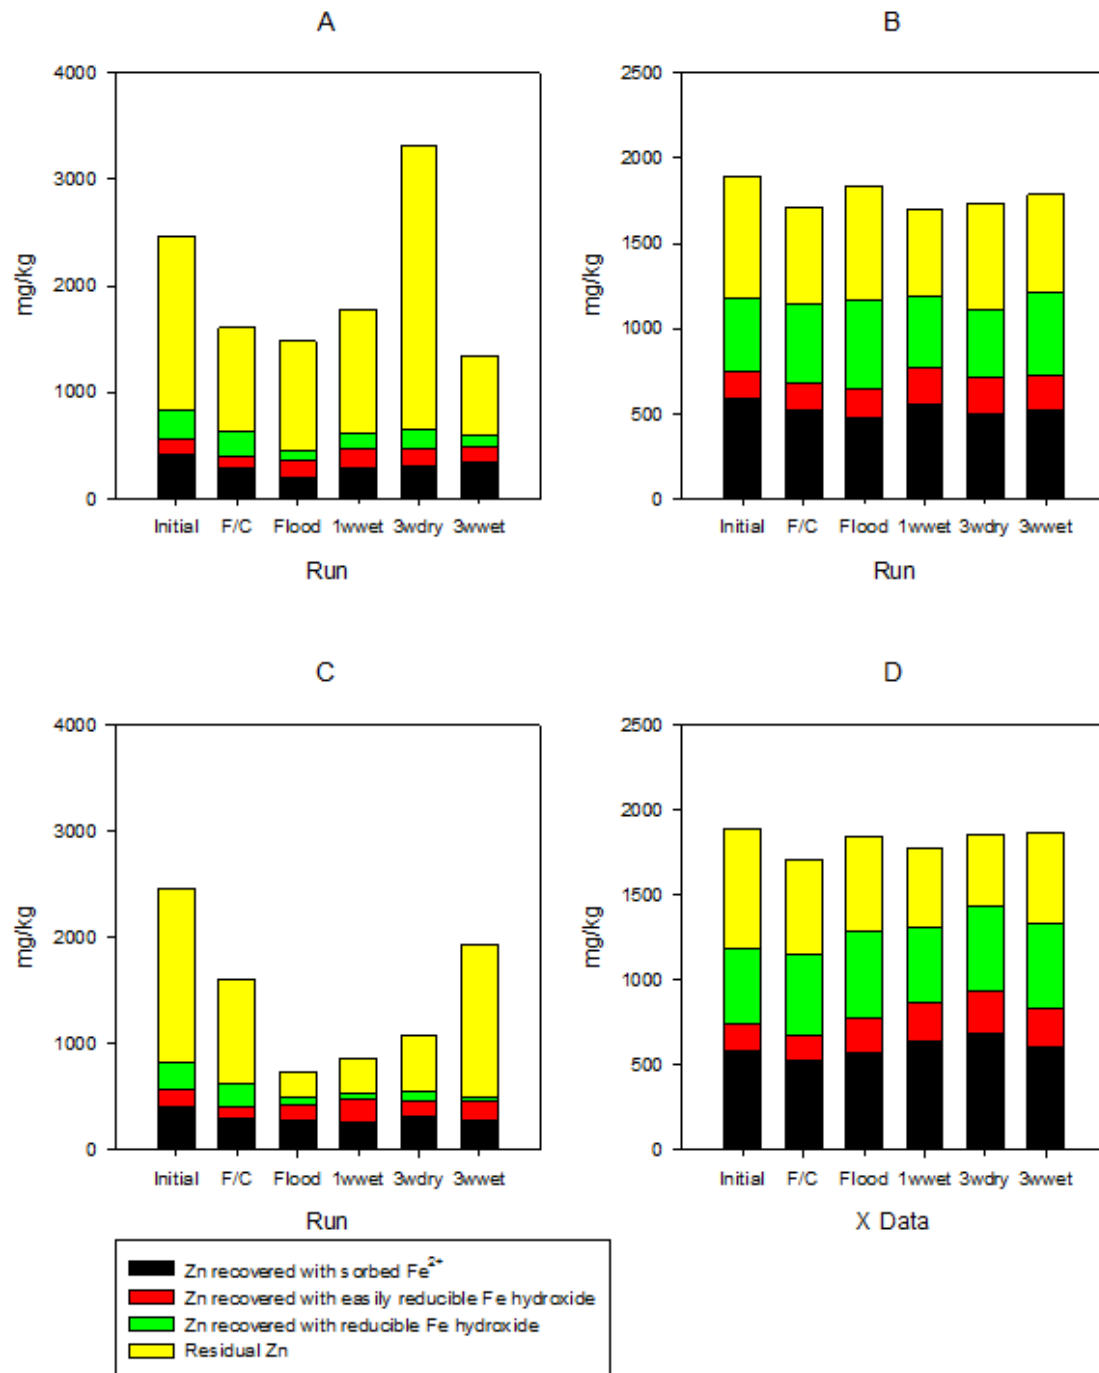 A
B
4000
3000
2000
1000
0
mg/kg
Initial F/C Flood 1wwet 3wdry 3wwet
Run
2500
2000
1500
1000
500
0
mg/kg
Initial F/C Flood 1wwet 3wdry 3wwet
Run
C
D
4000
3000
2000
1000
0
mg/kg
Initial F/C Flood 1wwet 3wdry 3wwet
Run
2500
2000
1500
1000
500
0
mg/kg
Initial F/C Flood 1wwet 3wdry 3wwet
X Data
Zn recovered with sorbed Fe²⁺
Zn recovered with easily reducible Fe hydroxide
Zn recovered with reducible Fe hydroxide
Residual Zn